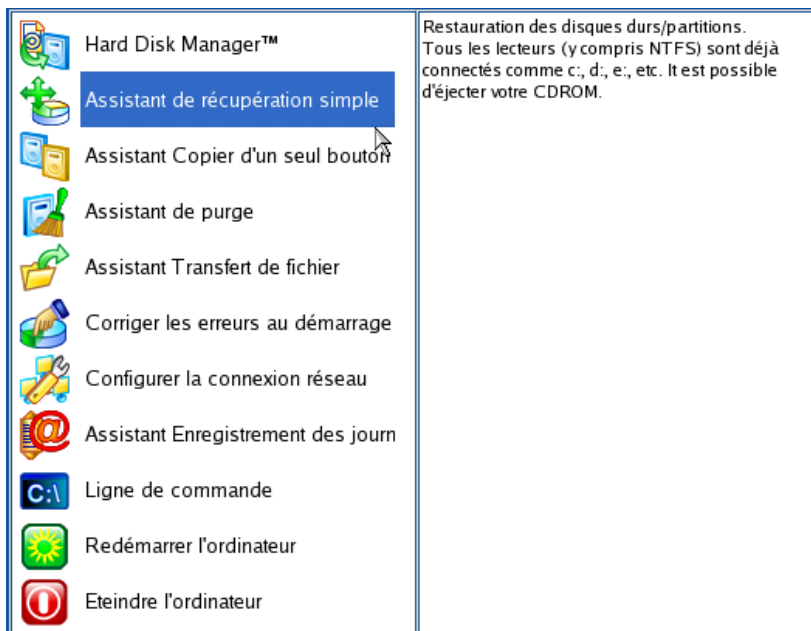 Hard Disk Manager™
Assistant de récupération simple
Assistant Copier d'un seul bouton
Assistant de purge
Assistant Transfert de fichier
Corriger les erreurs au démarrage
Configurer la connexion réseau
Assistant Enregistrement des journ
C:\ Ligne de commande
Redémarrer l'ordinateur
Eteindre l'ordinateur
Restauration des disques durs/partitions.
Tous les lecteurs (y compris NTFS) sont déjà
connectés comme c:, d:, e:, etc. It est possible
d'éjecter votre CDROM.